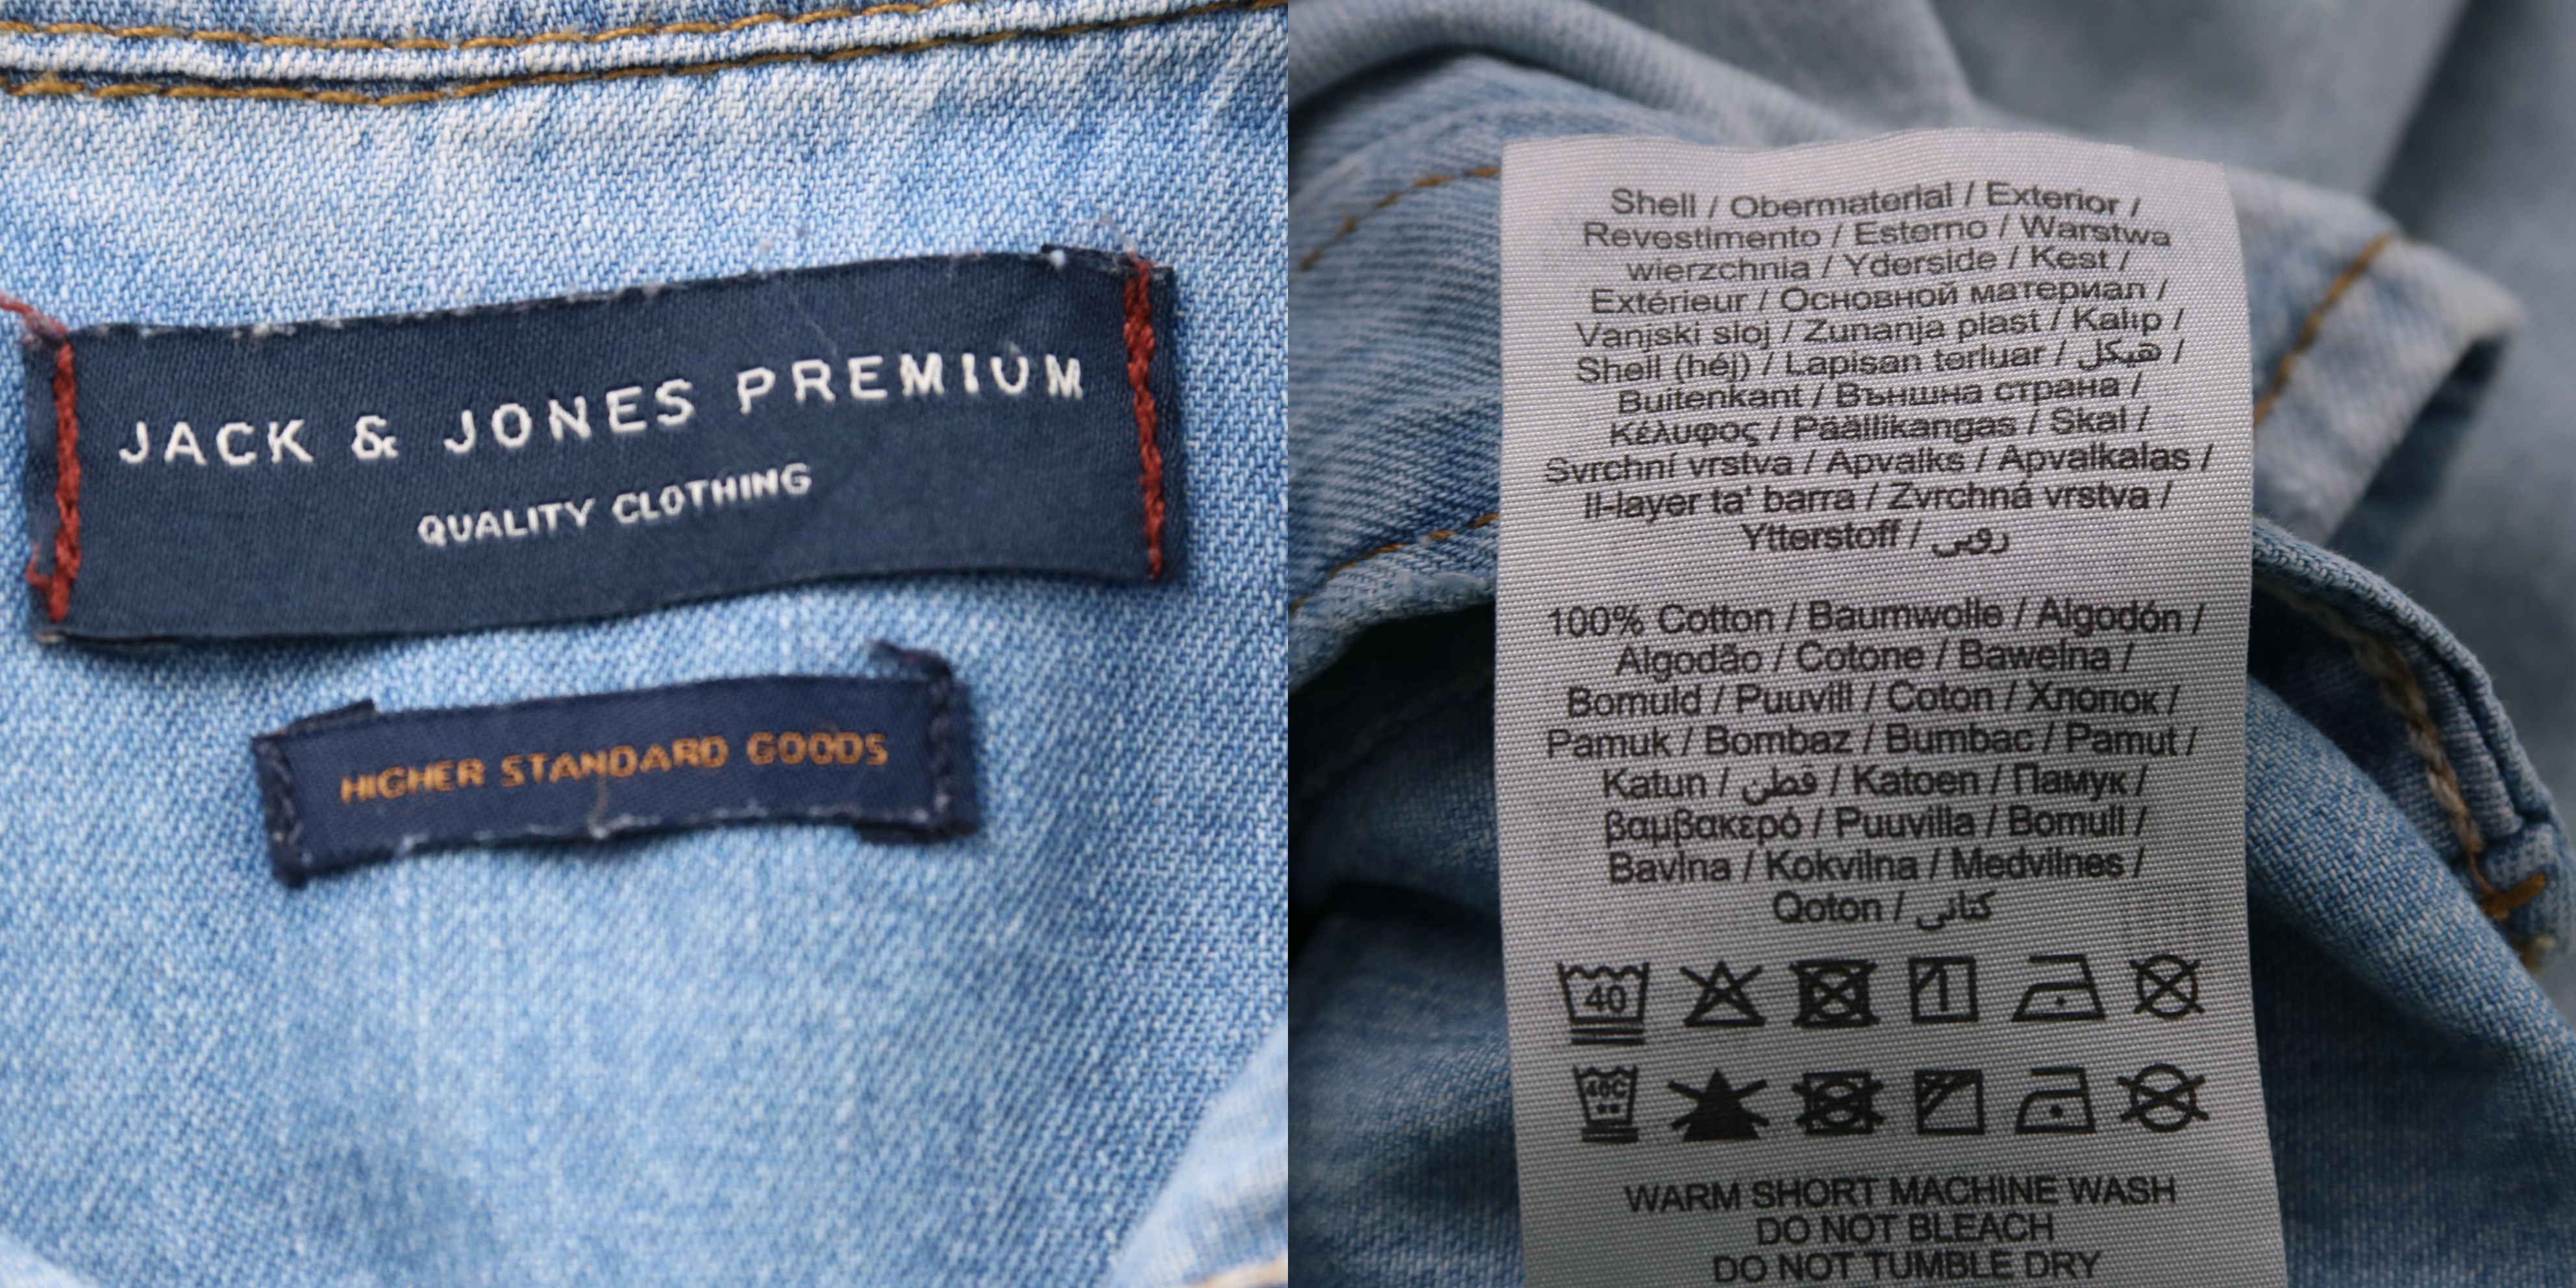 JACK & JONES PREMIUM
QUALITY CLOTHING
HIGHER STANDARD GOODS
Shell / Obermaterial / Exterior /
Revestimento / Esterno / Warstwa
wierzchnia / Yderside / Kest /
Extérieur / Основной материал /
Vanjski sloj / Zunanja plast / Kalıp /
Shell (héj) / Lapisan terluar / هيكل /
Buitenkant / Външна страна /
Κέλυφος / Päällikangas / Skal /
Svrchní vrstva / Apvalks / Apvalkalas /
Il-layer ta' barra / Zvrchná vrstva /
Ytterstoff / رویی
100% Cotton / Baumwolle / Algodón /
Algodão / Cotone / Bawełna /
Bomuld / Puuvill / Coton / Хлопок /
Pamuk / Bombaž / Bumbac / Pamut /
Katun / قطن / Katoen / Памук /
βαμβακερό / Puuvilla / Bomull /
Bavlna / Kokvilna / Medvilnės /
Qoton / کتانی
40
40C
WARM SHORT MACHINE WASH
DO NOT BLEACH
DO NOT TUMBLE DRY